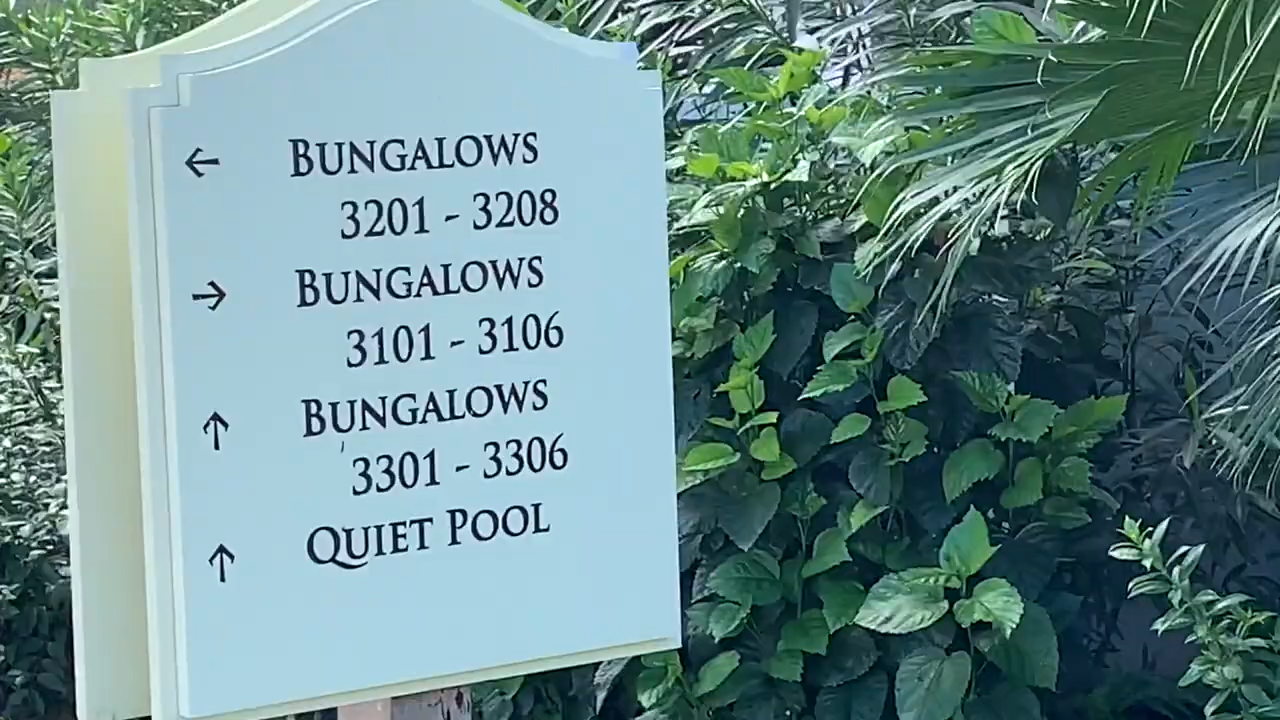 ← BUNGALOWS
3201 - 3208
→ BUNGALOWS
3101 - 3106
↑ BUNGALOWS
3301 - 3306
↑ QUIET POOL